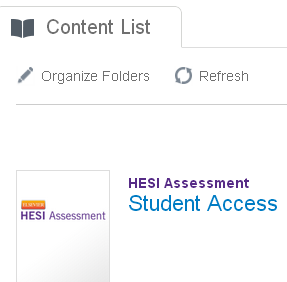 Content List
Organize Folders
Refresh
HESI Assessment
Student Access
ELSEVIER
HESI Assessment